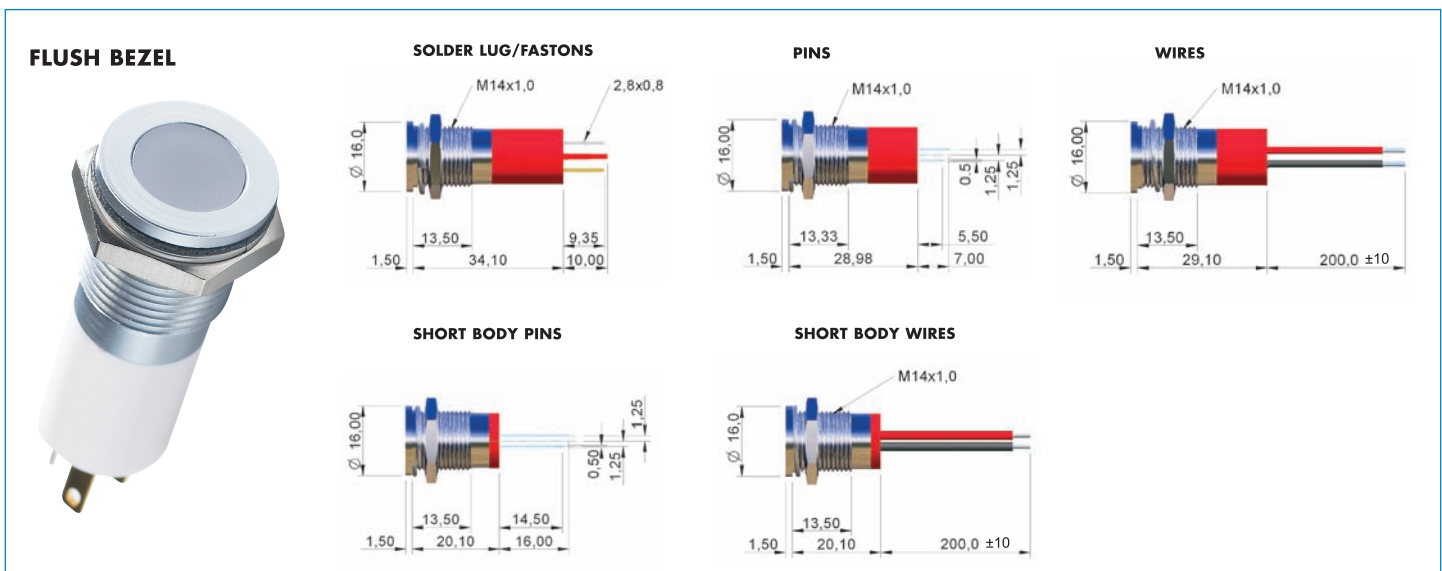 FLUSH BEZEL
SOLDER LUG/FASTONS
M14x1,0
2,8x0,8
Ø 16,0
13,50
9,35
1,50
34,10
10,00
PINS
M14x1,0
Ø 16,00
0,5
1,25
1,25
13,33
5,50
1,50
28,98
7,00
WIRES
M14x1,0
Ø 16,00
13,50
1,50
29,10
200,0 ±10
SHORT BODY PINS
Ø 16,00
1,25
0,50
1,25
13,50
14,50
1,50
20,10
16,00
SHORT BODY WIRES
M14x1,0
Ø 16,0
13,50
1,50
20,10
200,0 ±10